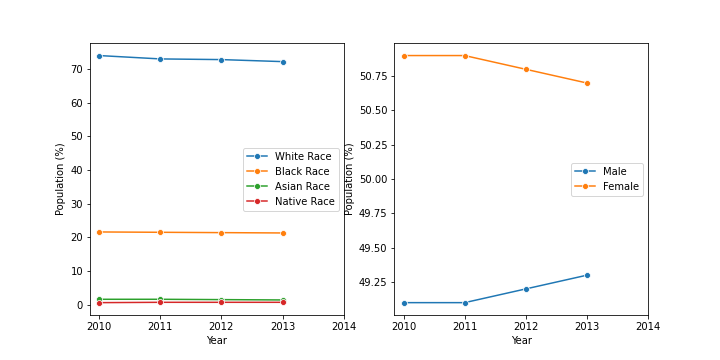 70
60
50
40
30
20
10
0
Population (%)
2010 2011 2012 2013 2014
Year
White Race
Black Race
Asian Race
Native Race
50.75
50.50
50.25
50.00
49.75
49.50
49.25
Population (%)
2010 2011 2012 2013 2014
Year
Male
Female